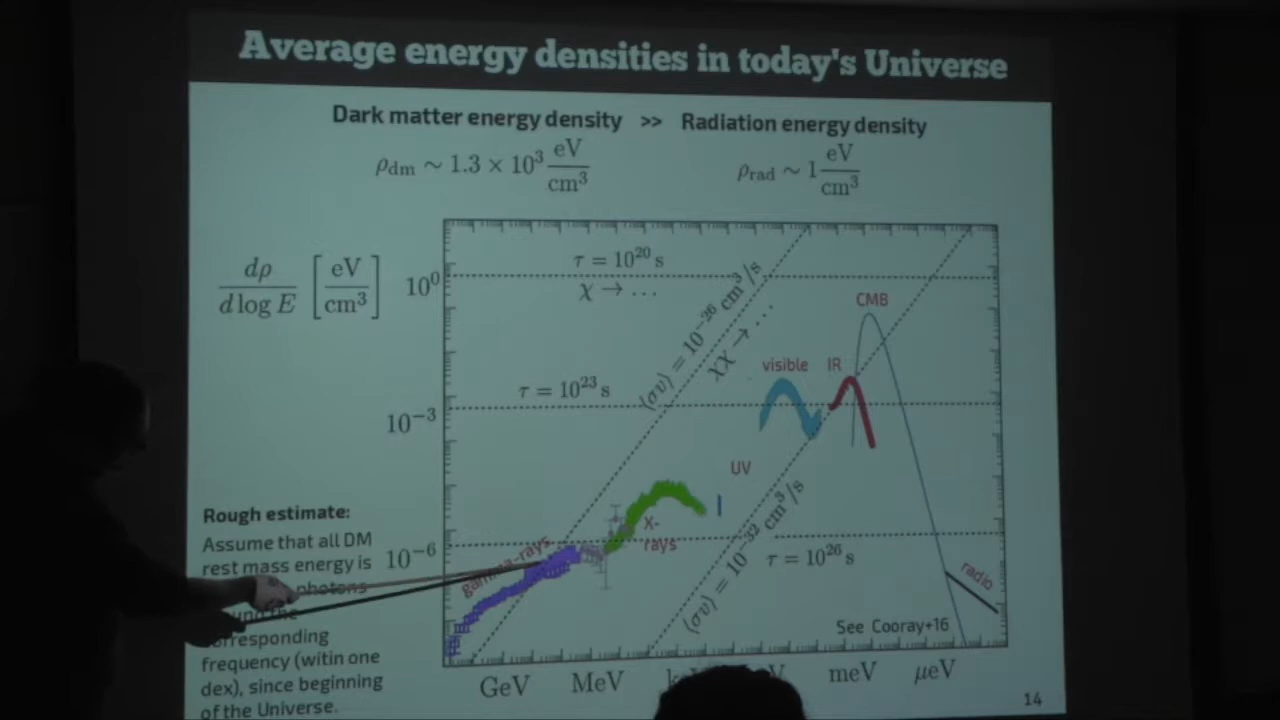 Average energy densities in today's Universe
Dark matter energy density >> Radiation energy density
ρdm ~ 1.3 × 10³ eV/cm³
ρrad ~ 1 eV/cm³
dρ/d log E [eV/cm³]
10⁰
10⁻³
10⁻⁶
τ = 10²⁰ s
χ → ...
⟨σv⟩ = 10⁻²⁶ cm³/s
χχ → ...
τ = 10²³ s
CMB
visible
IR
UV
X-
rays
gamma-rays
⟨σv⟩ = 10⁻³² cm³/s
τ = 10²⁶ s
radio
See Cooray+16
GeV MeV meV μeV
Rough estimate:
Assume that all DM
rest mass energy is
photons
the
corresponding
frequency (witin one
dex), since beginning
of the Universe.
14